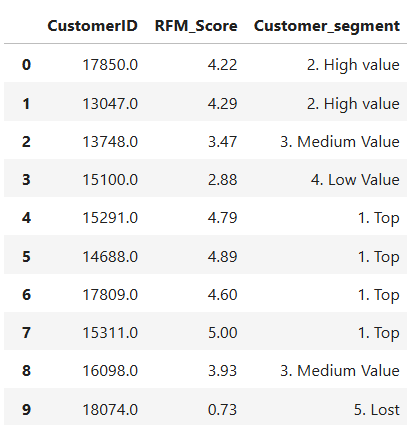 CustomerID RFM_Score Customer_segment
0 17850.0 4.22 2. High value
1 13047.0 4.29 2. High value
2 13748.0 3.47 3. Medium Value
3 15100.0 2.88 4. Low Value
4 15291.0 4.79 1. Top
5 14688.0 4.89 1. Top
6 17809.0 4.60 1. Top
7 15311.0 5.00 1. Top
8 16098.0 3.93 3. Medium Value
9 18074.0 0.73 5. Lost